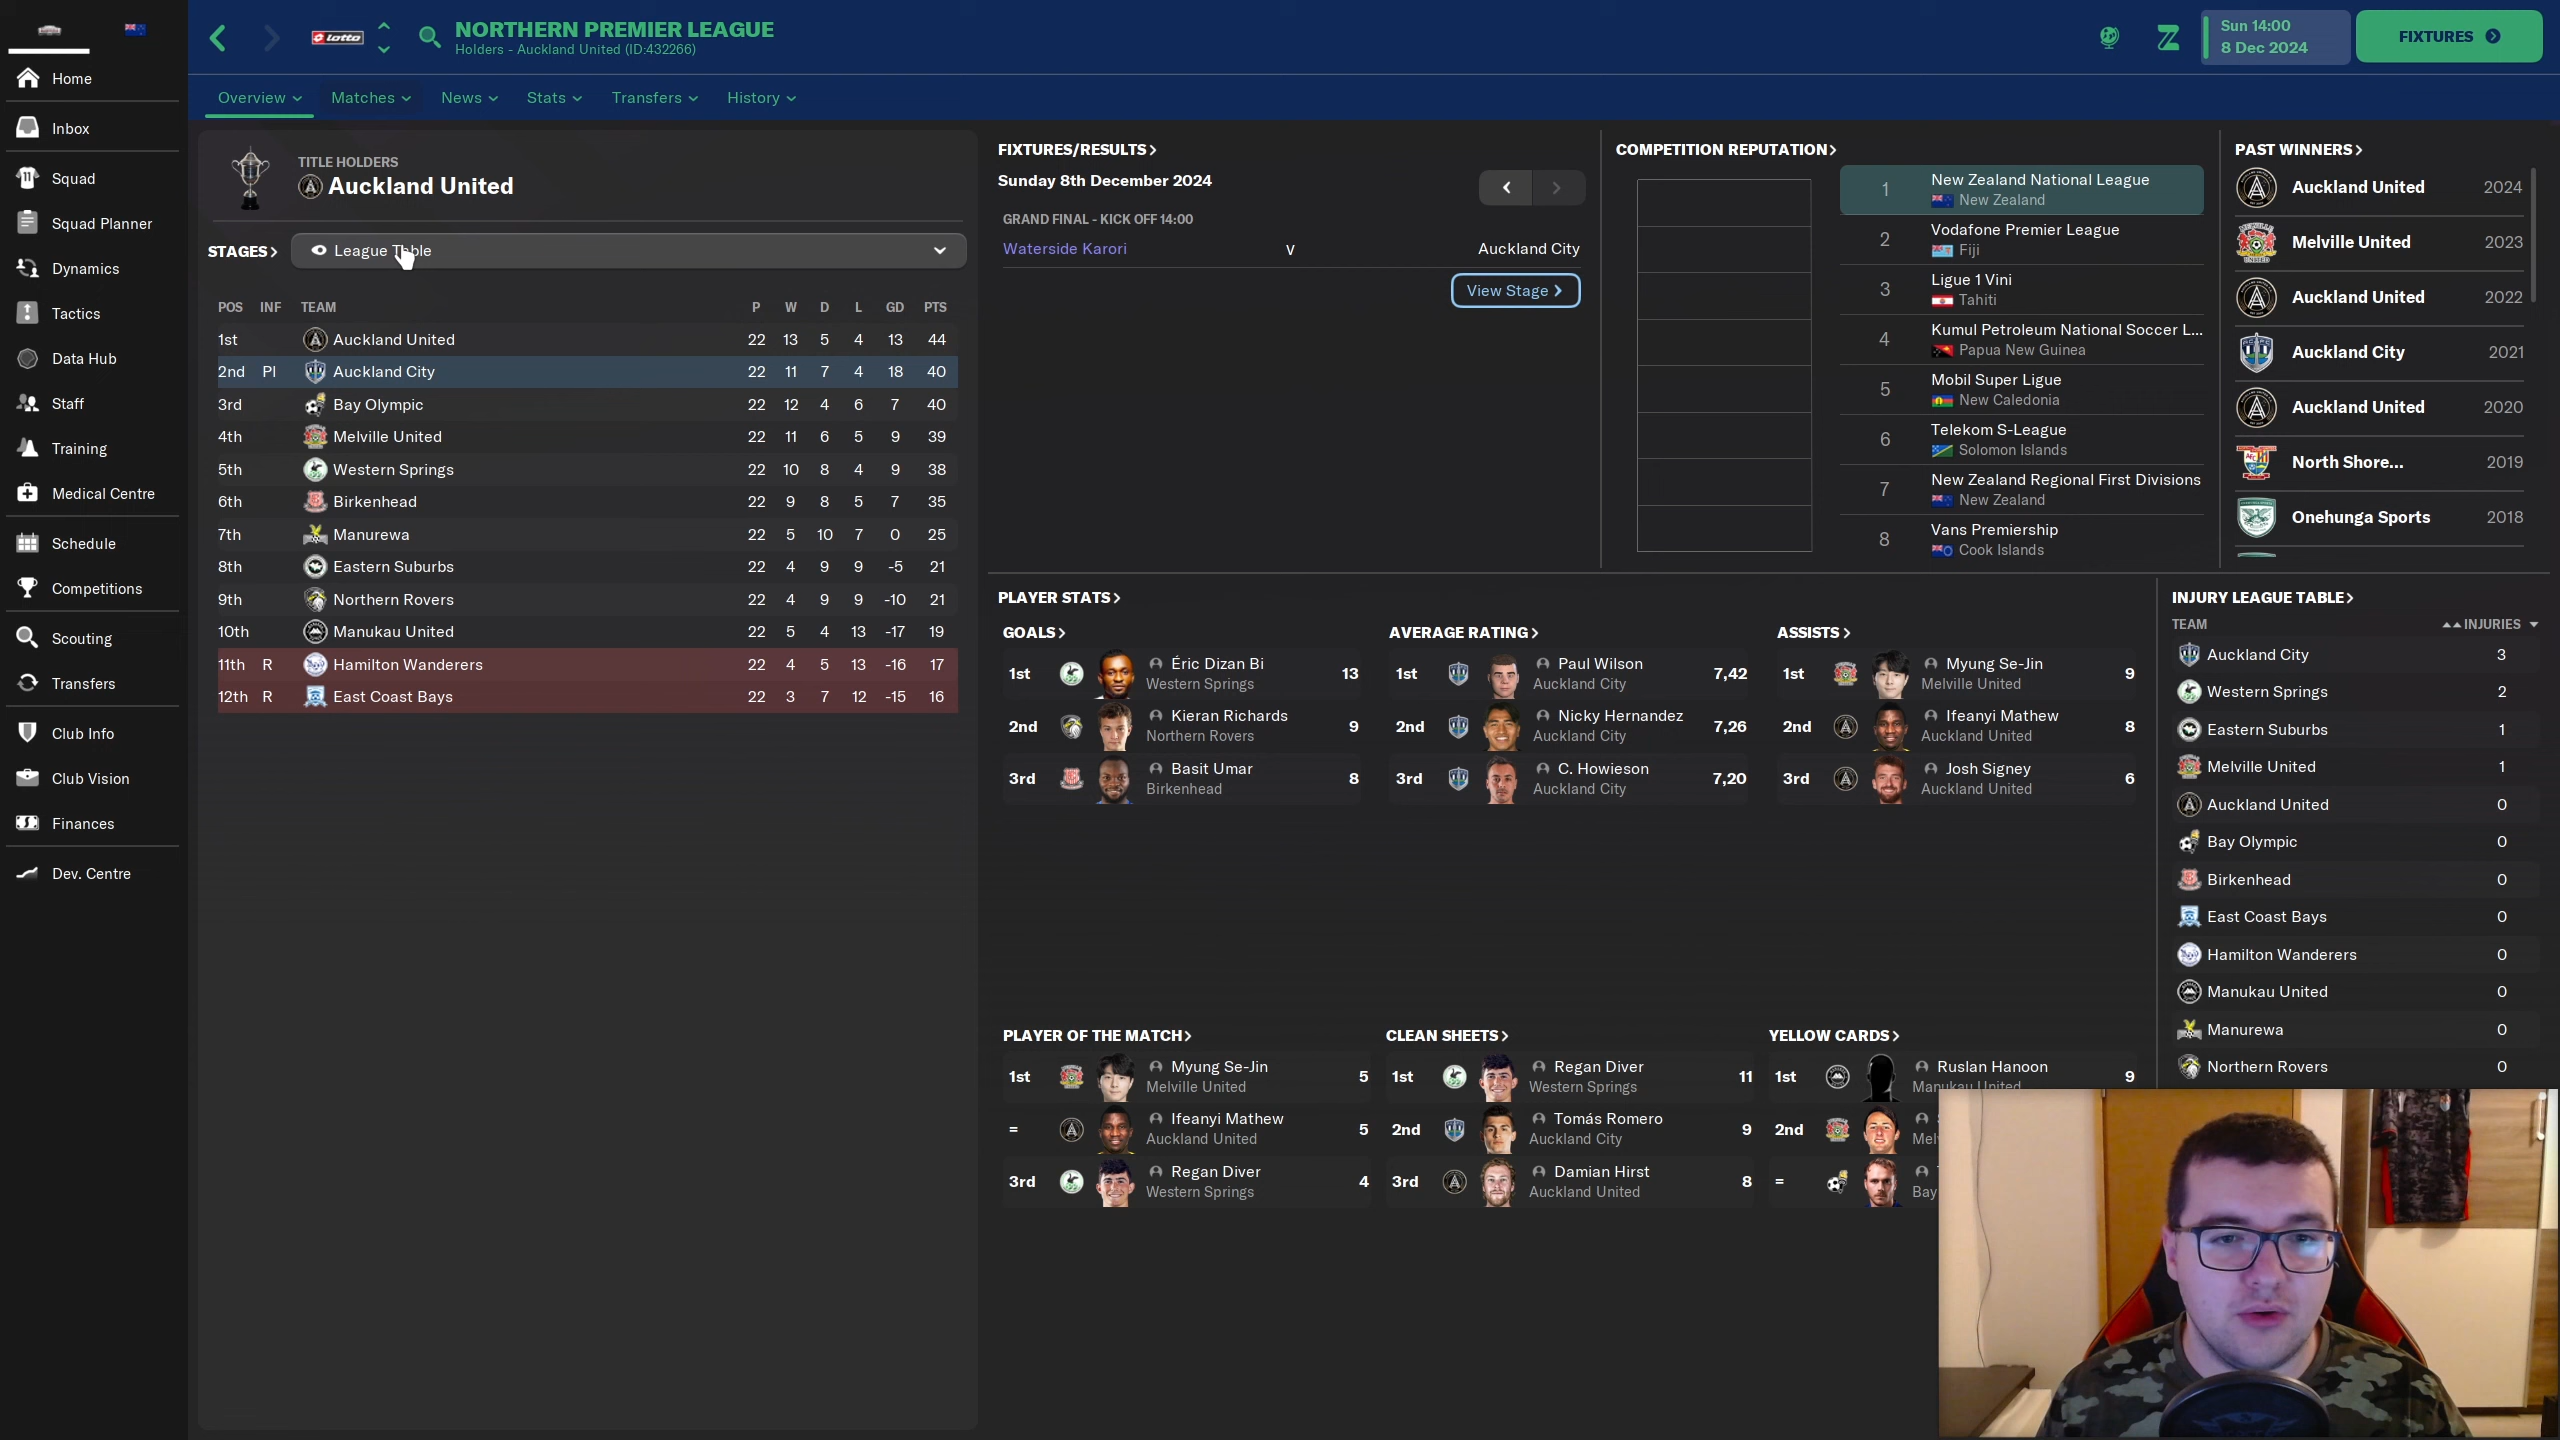 NORTHERN PREMIER LEAGUE
Holders - Auckland United (ID:432266)
lotto
Sun 14:00
8 Dec 2024
FIXTURES
Home
Inbox
Squad
Squad Planner
Dynamics
Tactics
Data Hub
Staff
Training
Medical Centre
Schedule
Competitions
Scouting
Transfers
Club Info
Club Vision
Finances
Dev. Centre
Overview Matches News Stats Transfers History
TITLE HOLDERS
Auckland United
STAGES League Table
POS INF TEAM P W D L GD PTS
1st Auckland United 22 13 5 4 13 44
2nd Pl Auckland City 22 11 7 4 18 40
3rd Bay Olympic 22 12 4 6 7 40
4th Melville United 22 11 6 5 9 39
5th Western Springs 22 10 8 4 9 38
6th Birkenhead 22 9 8 5 7 35
7th Manurewa 22 5 10 7 0 25
8th Eastern Suburbs 22 4 9 9 -5 21
9th Northern Rovers 22 4 9 9 -10 21
10th Manukau United 22 5 4 13 -17 19
11th R Hamilton Wanderers 22 4 5 13 -16 17
12th R East Coast Bays 22 3 7 12 -15 16
FIXTURES/RESULTS
Sunday 8th December 2024
GRAND FINAL - KICK OFF 14:00
Waterside Karori v Auckland City
View Stage
COMPETITION REPUTATION
1 New Zealand National League
New Zealand
2 Vodafone Premier League
Fiji
3 Ligue 1 Vini
Tahiti
4 Kumul Petroleum National Soccer L...
Papua New Guinea
5 Mobil Super Ligue
New Caledonia
6 Telekom S-League
Solomon Islands
7 New Zealand Regional First Divisions
New Zealand
8 Vans Premiership
Cook Islands
PAST WINNERS
Auckland United 2024
Melville United 2023
Auckland United 2022
Auckland City 2021
Auckland United 2020
North Shore... 2019
Onehunga Sports 2018
PLAYER STATS
GOALS
1st Éric Dizan Bi 13
Western Springs
2nd Kieran Richards 9
Northern Rovers
3rd Basit Umar 8
Birkenhead
AVERAGE RATING
1st Paul Wilson 7,42
Auckland City
2nd Nicky Hernandez 7,26
Auckland City
3rd C. Howieson 7,20
Auckland City
ASSISTS
1st Myung Se-Jin 9
Melville United
2nd Ifeanyi Mathew 8
Auckland United
3rd Josh Signey 6
Auckland United
INJURY LEAGUE TABLE
TEAM INJURIES
Auckland City 3
Western Springs 2
Eastern Suburbs 1
Melville United 1
Auckland United 0
Bay Olympic 0
Birkenhead 0
East Coast Bays 0
Hamilton Wanderers 0
Manukau United 0
Manurewa 0
Northern Rovers 0
PLAYER OF THE MATCH
1st Myung Se-Jin 5
Melville United
= Ifeanyi Mathew 5
Auckland United
3rd Regan Diver 4
Western Springs
CLEAN SHEETS
1st Regan Diver 11
Western Springs
2nd Tomás Romero 9
Auckland City
3rd Damian Hirst 8
Auckland United
YELLOW CARDS
1st Ruslan Hanoon 9
Manukau United
2nd
Mel
=
Bay